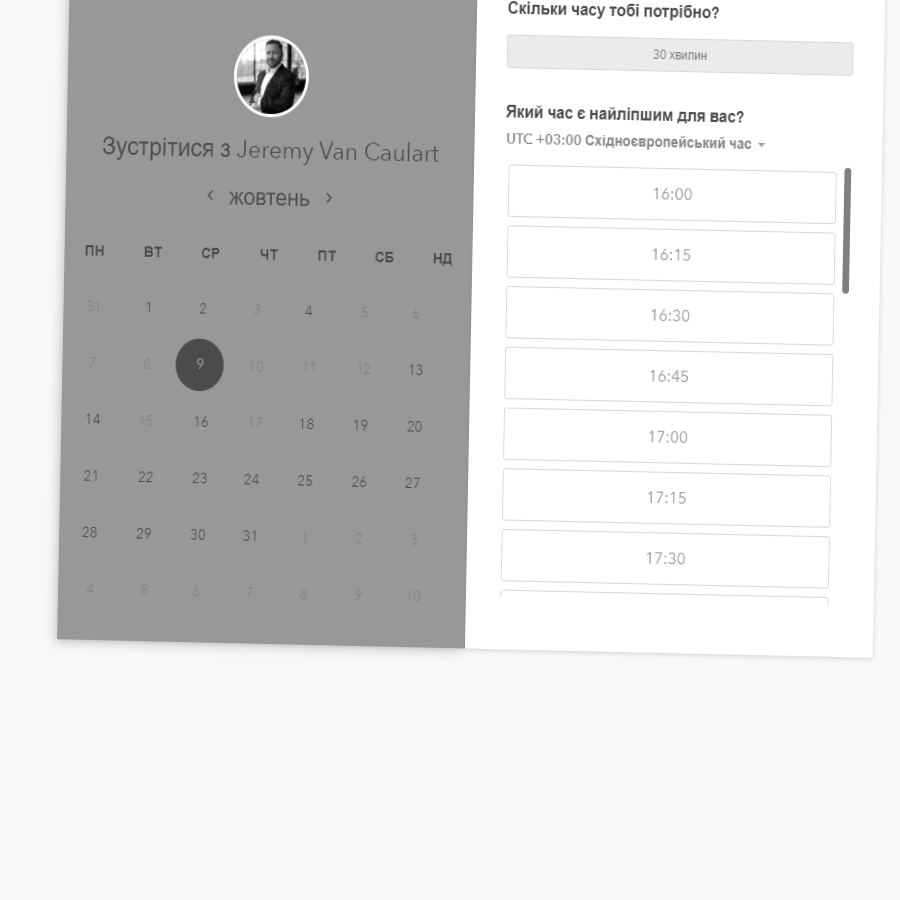 Зустрітися з Jeremy Van Caulart
жовтень
ПН ВТ СР ЧТ ПТ СБ НД
31 1 2 3 4 5 6
7 8 9 10 11 12 13
14 15 16 17 18 19 20
21 22 23 24 25 26 27
28 29 30 31 1 2 3
4 5 6 7 8 9 10
Скільки часу тобі потрібно?
30 хвилин
Який час є найліпшим для вас?
UTC +03:00 Східноєвропейський час
16:00
16:15
16:30
16:45
17:00
17:15
17:30